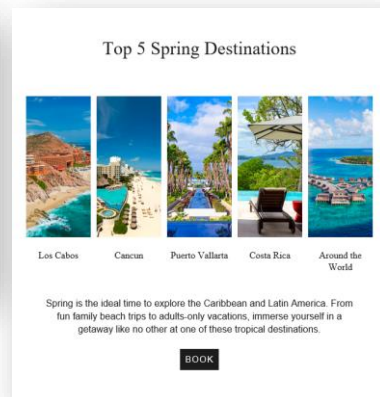 Top 5 Spring Destinations
Los Cabos
Cancun
Puerto Vallarta
Costa Rica
Around the
World
Spring is the ideal time to explore the Caribbean and Latin America. From
fun family beach trips to adults-only vacations, immerse yourself in a
getaway like no other at one of these tropical destinations.
BOOK